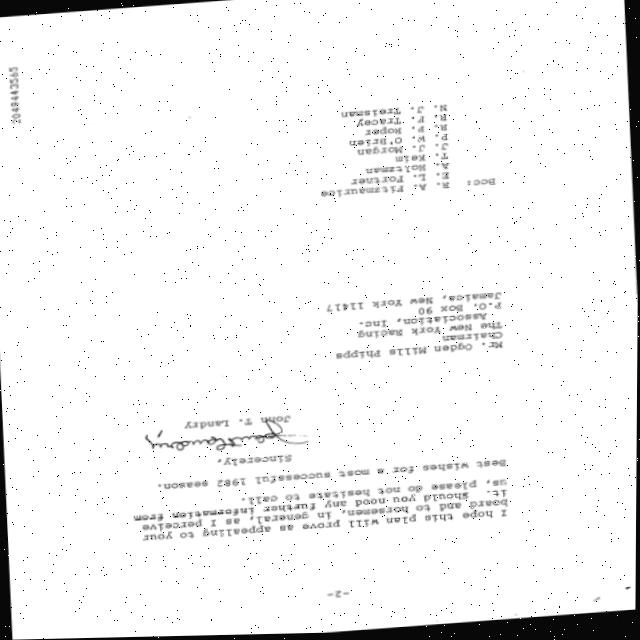 -2-
I hope this plan will prove as appealing to your
board and to horsemen, in general, as I perceive
it. Should you need any further information from
us, please do not hesitate to call.
Best wishes for a most successful 1982 season.
Sincerely,
John T. Landry
Mr. Ogden Mills Phipps
Chairman
The New York Racing
Association, Inc.
P.O. Box 90
Jamaica, New York 11417
Bcc: M. A. Fitzmaurice
E. L. Fortner
A. Holtzman
T. Keim
J. J. Morgan
F. W. O'Brien
R. P. Roper
R. F. Tracey
N. J. Treisman
2049443565